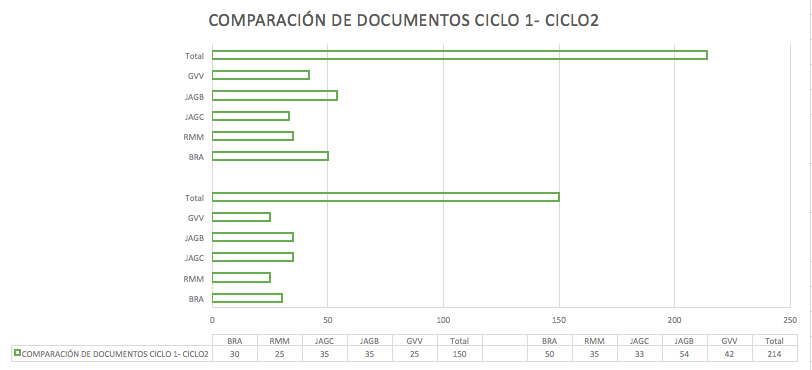 COMPARACIÓN DE DOCUMENTOS CICLO 1- CICLO2
Total
GVV
JAGB
JAGC
RMM
BRA
Total
GVV
JAGB
JAGC
RMM
BRA
0 50 100 150 200 250
BRA RMM JAGC JAGB GVV Total BRA RMM JAGC JAGB GVV Total
COMPARACIÓN DE DOCUMENTOS CICLO 1- CICLO2 30 25 35 35 25 150 50 35 33 54 42 214